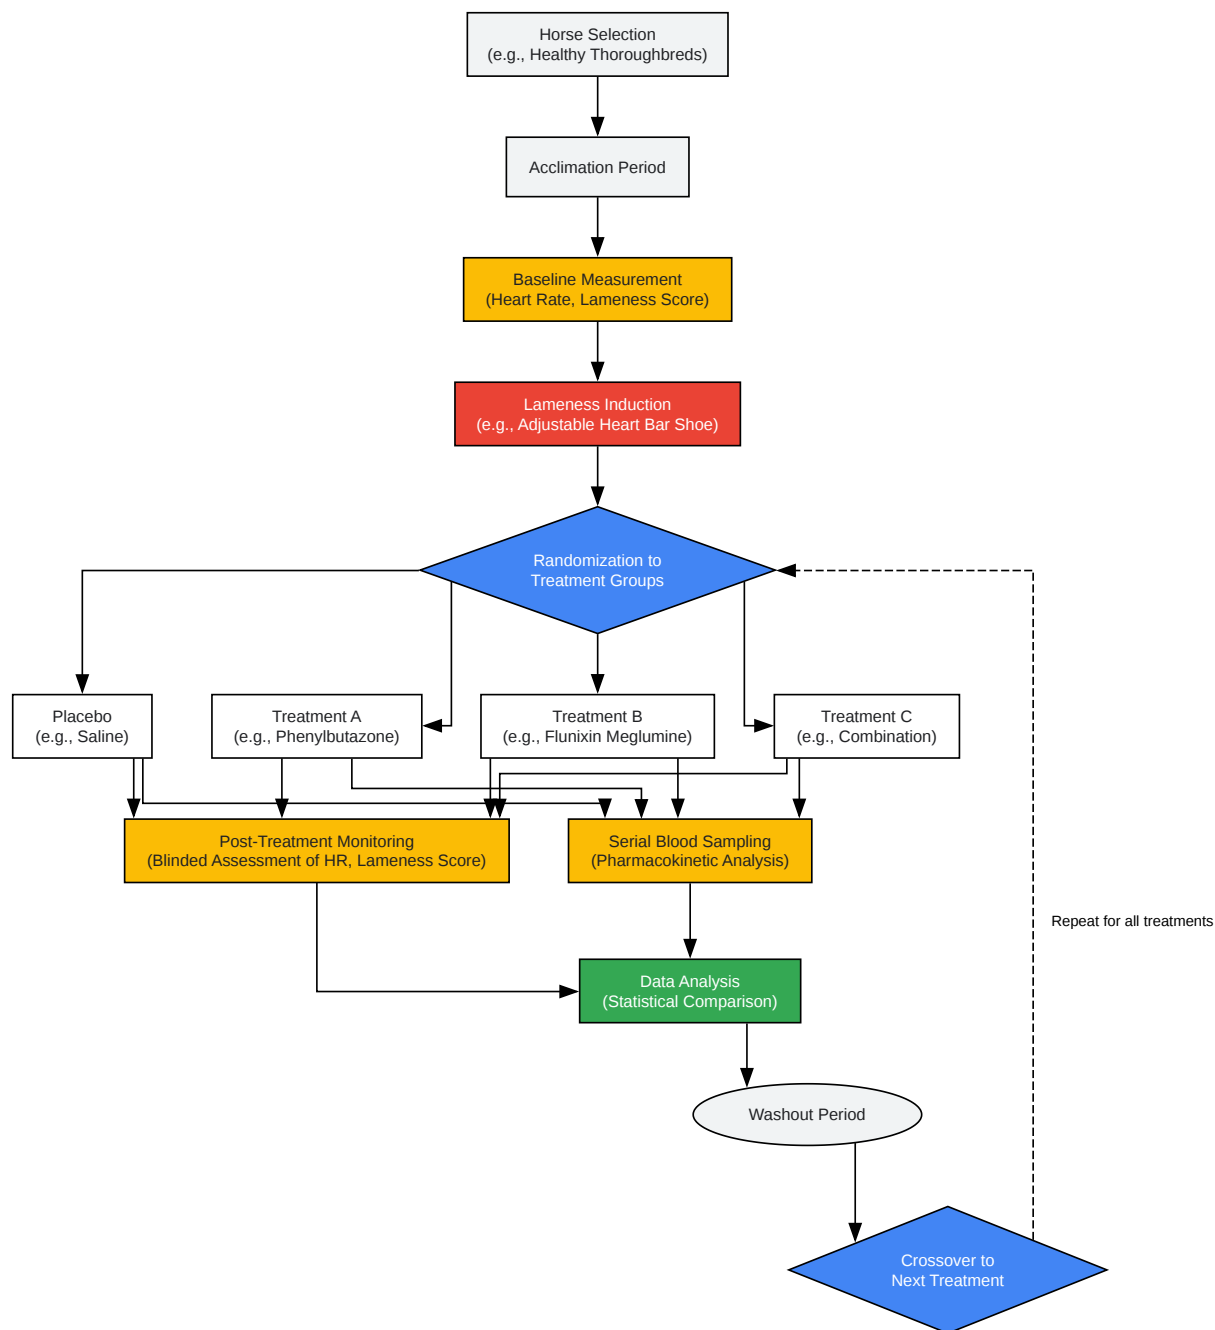 Horse Selection
(e.g., Healthy Thoroughbreds)
Acclimation Period
Baseline Measurement
(Heart Rate, Lameness Score)
Lameness Induction
(e.g., Adjustable Heart Bar Shoe)
Randomization to
Treatment Groups
Placebo
(e.g., Saline)
Treatment A
(e.g., Phenylbutazone)
Treatment B
(e.g., Flunixin Meglumine)
Treatment C
(e.g., Combination)
Post-Treatment Monitoring
(Blinded Assessment of HR, Lameness Score)
Serial Blood Sampling
(Pharmacokinetic Analysis)
Repeat for all treatments
Data Analysis
(Statistical Comparison)
Washout Period
Crossover to
Next Treatment